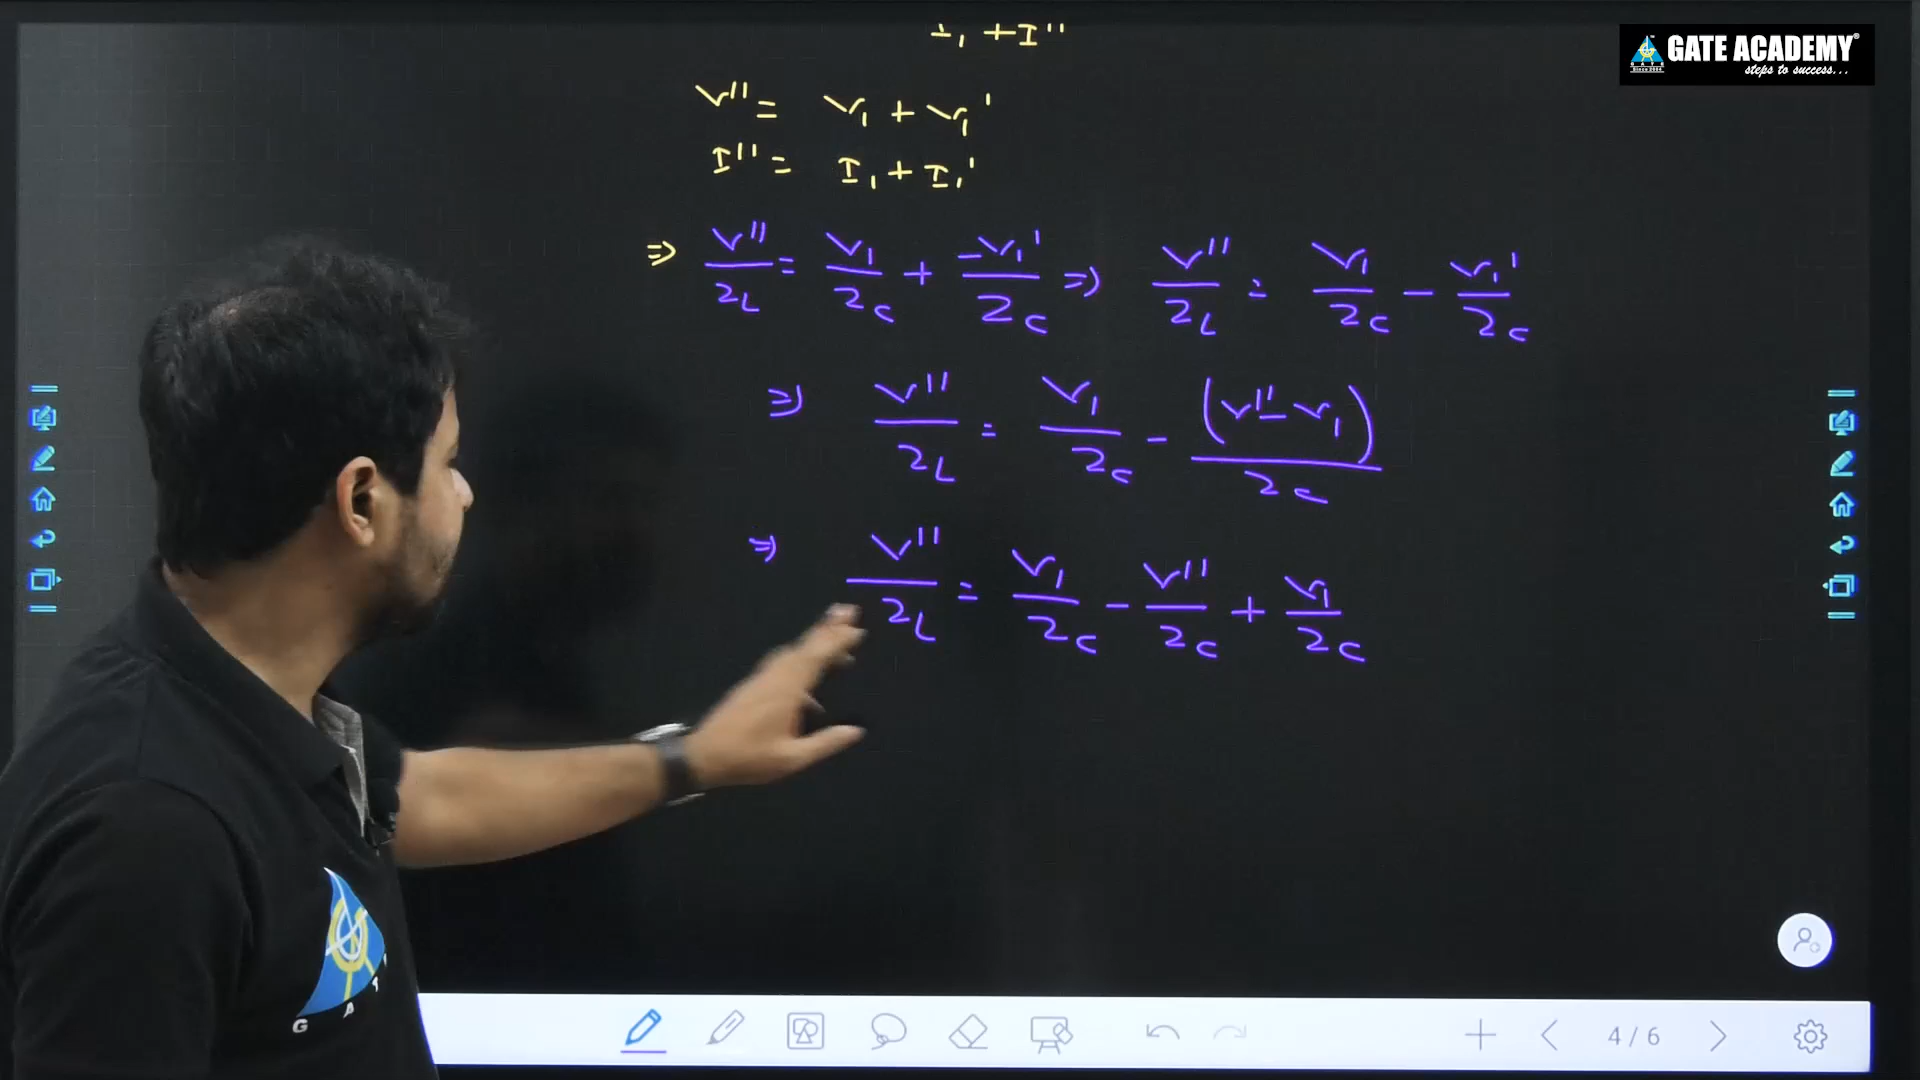 I₁ + I''
GATE ACADEMY®
steps to success...
V'' = V₁ + V₁'
I'' = I₁ + I₁'
⇒ V''/Z_L = V₁/Z_C + -V₁'/Z_C ⇒ V''/Z_L = V₁/Z_C - V₁'/Z_C
⇒ V''/Z_L = V₁/Z_C - (V'' - V₁)/Z_C
⇒ V''/Z_L = V₁/Z_C - V''/Z_C + V₁/Z_C
G A T
4 / 6